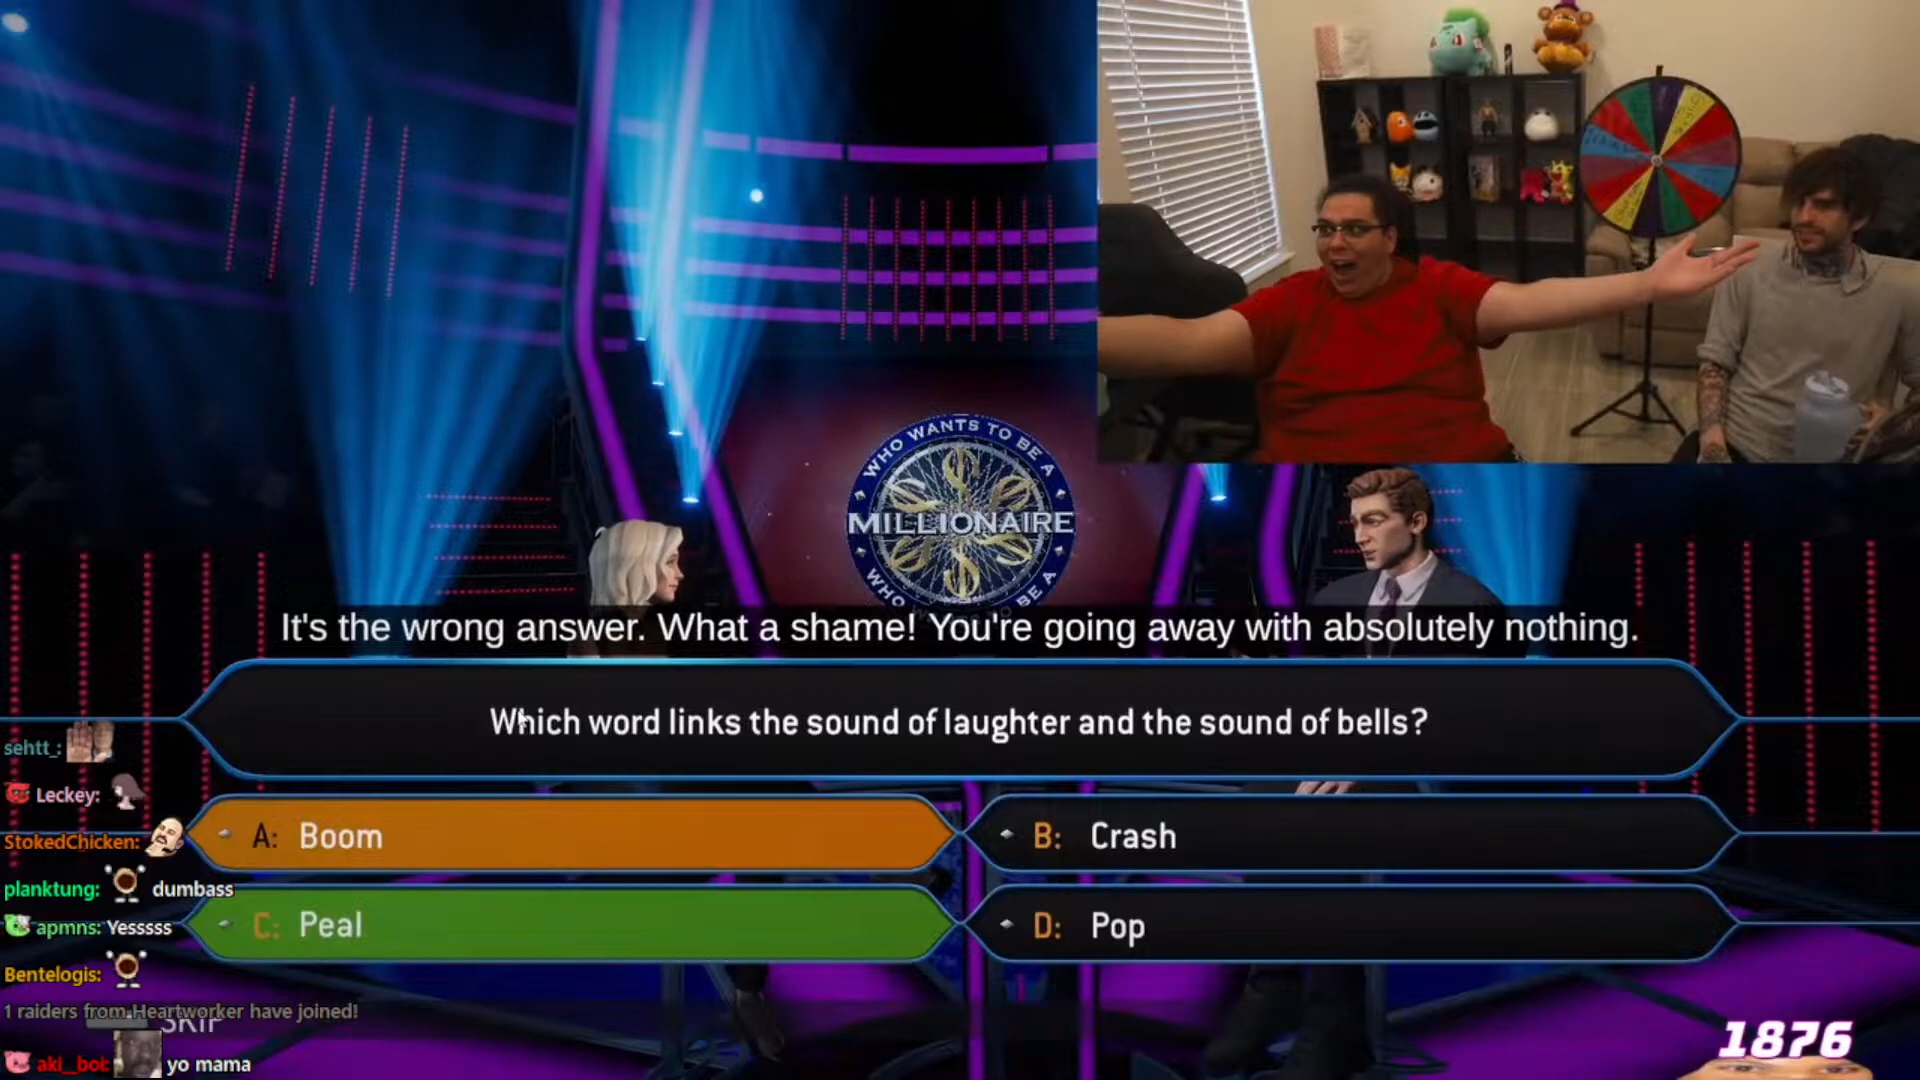 WHO WANTS TO BE A
MILLIONAIRE
It's the wrong answer. What a shame! You're going away with absolutely nothing.
Which word links the sound of laughter and the sound of bells?
A: Boom
B: Crash
C: Peal
D: Pop
sehtt_:
Leckey:
StokedChicken:
planktung: dumbass
apmns: Yesssss
Bentelogis:
1 raiders from Heartworker have joined!
SKIP
aki__boi: yo mama
1876